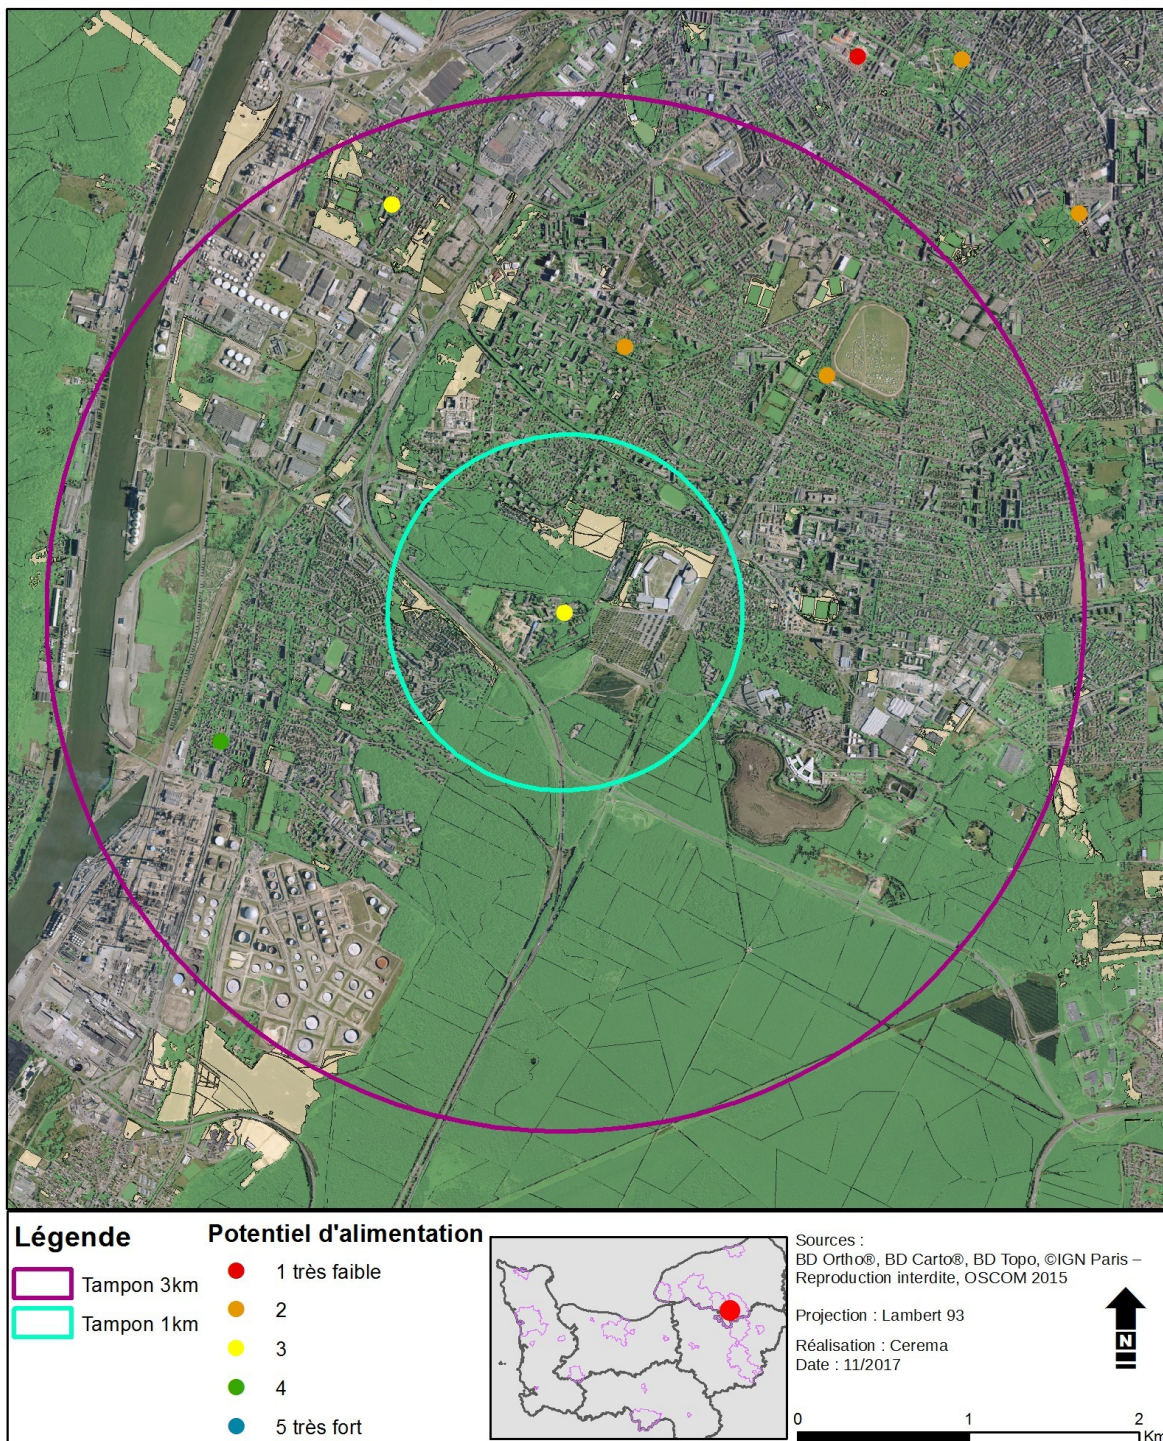 Légende
Tampon 3km
Tampon 1km
Potentiel d'alimentation
1 très faible
2
3
4
5 très fort
Sources :
BD Ortho®, BD Carto®, BD Topo, ©IGN Paris –
Reproduction interdite, OSCOM 2015
Projection : Lambert 93
Réalisation : Cerema
Date : 11/2017
N
0 1 2
Km